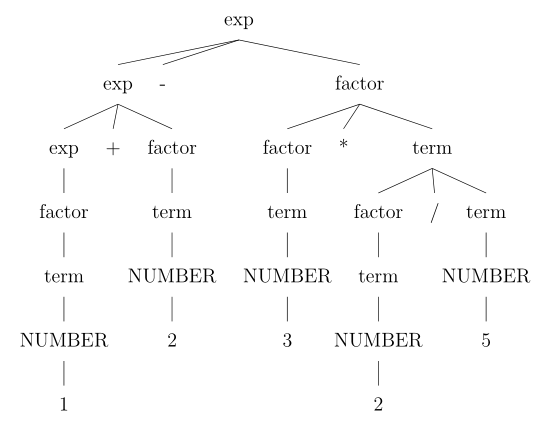 exp
exp - factor
exp + factor factor * term
factor term term factor / term
term NUMBER NUMBER term NUMBER
NUMBER 2 3 NUMBER 5
1 2